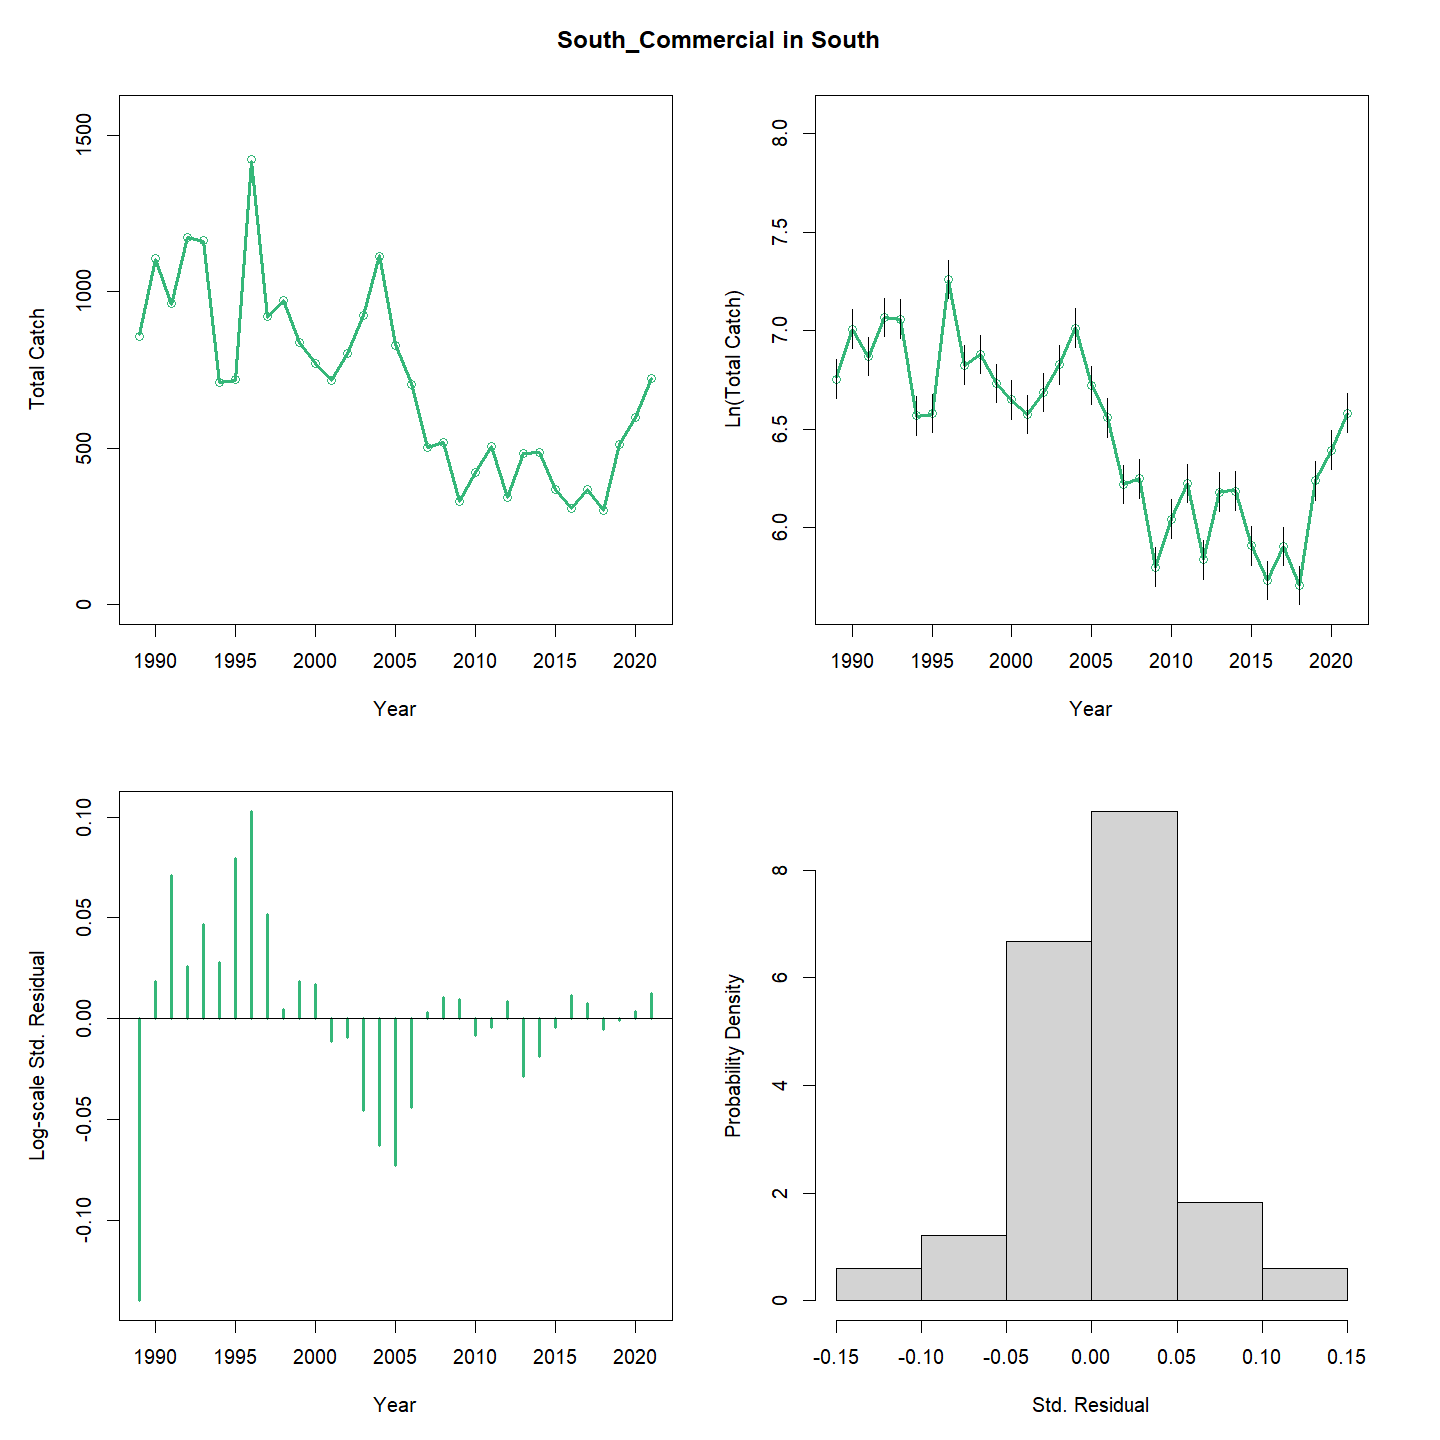 South_Commercial in South
Total Catch
1500
1000
500
0
1990 1995 2000 2005 2010 2015 2020
Year
Ln(Total Catch)
8.0
7.5
7.0
6.5
6.0
1990 1995 2000 2005 2010 2015 2020
Year
Log-scale Std. Residual
0.10
0.05
0.00
-0.05
-0.10
1990 1995 2000 2005 2010 2015 2020
Year
Probability Density
8
6
4
2
0
-0.15 -0.10 -0.05 0.00 0.05 0.10 0.15
Std. Residual